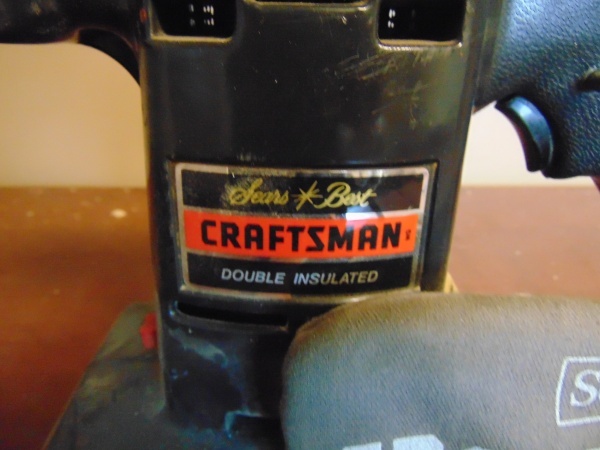 Sears Best
CRAFTSMAN
DOUBLE INSULATED